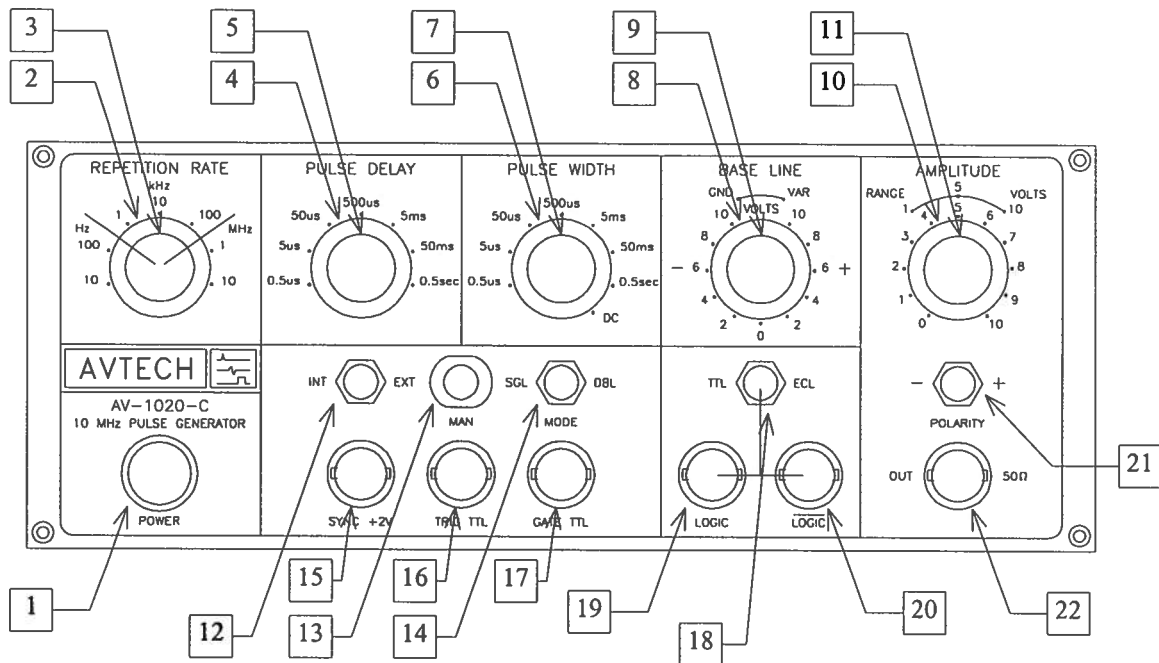 3 5 7 9 11
2 4 6 8 10
REPETITION RATE
kHz
1 10 100
Hz MHz
100 1
10 10
PULSE DELAY
500us
50us 5ms
5us 50ms
0.5us 0.5sec
PULSE WIDTH
500us
50us 5ms
5us 50ms
0.5us 0.5sec
DC
BASE LINE
GND VAR
10 VOLTS 10
8 8
- 6 6 +
4 4
2 0 2
AMPLITUDE
RANGE 5 VOLTS
1 10
4 5 6
3 7
2 8
1 9
0 10
AVTECH
AV-1020-C
10 MHz PULSE GENERATOR
POWER
INT EXT
MAN
SGL DBL
MODE
SYNC +2V
TRIG TTL
GATE TTL
TTL ECL
LOGIC
LOGIC
- +
POLARITY
OUT 50Ω
21
1 12 15 13 16 14 17 19 18 20 22